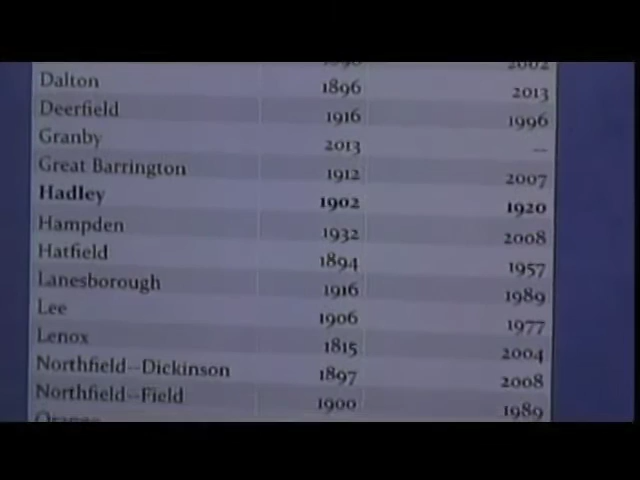 2002
Dalton 1896 2013
Deerfield 1916 1996
Granby 2013 --
Great Barrington 1912 2007
Hadley 1902 1920
Hampden 1932 2008
Hatfield 1894 1957
Lanesborough 1916 1989
Lee 1906 1977
Lenox 1815 2004
Northfield--Dickinson 1897 2008
Northfield--Field 1900 1989